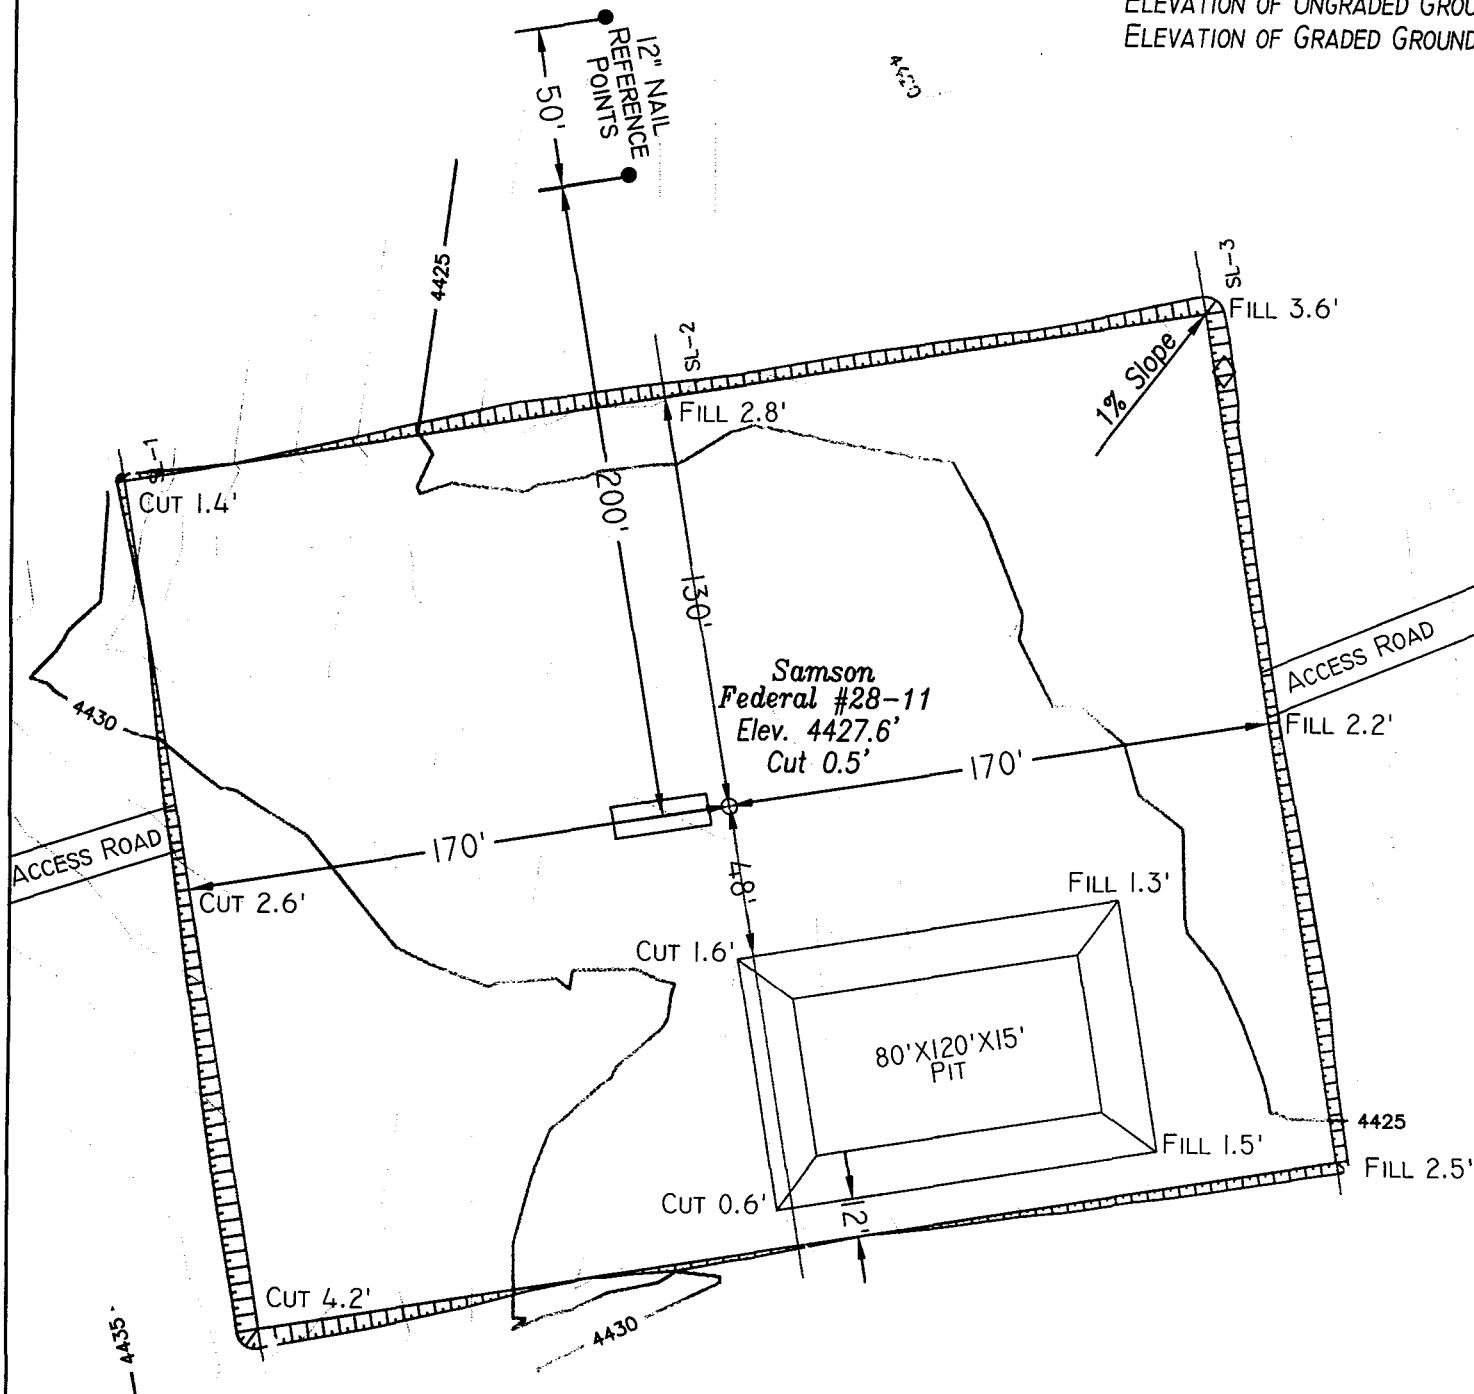 ELEVATION OF UNGRADED GROU
ELEVATION OF GRADED GROUND
12" NAIL
REFERENCE
POINTS
50'
4420
4425
SL-3
FILL 3.6'
1% Slope
SL-2
FILL 2.8'
SL-1
CUT 1.4'
200'
130'
Samson
Federal #28-11
Elev. 4427.6'
Cut 0.5'
ACCESS ROAD
FILL 2.2'
4430
170'
170'
ACCESS ROAD
CUT 2.6'
48'
FILL 1.3'
CUT 1.6'
80'X120'X15'
PIT
4425
FILL 1.5'
FILL 2.5'
CUT 0.6'
12'
CUT 4.2'
4430
4435